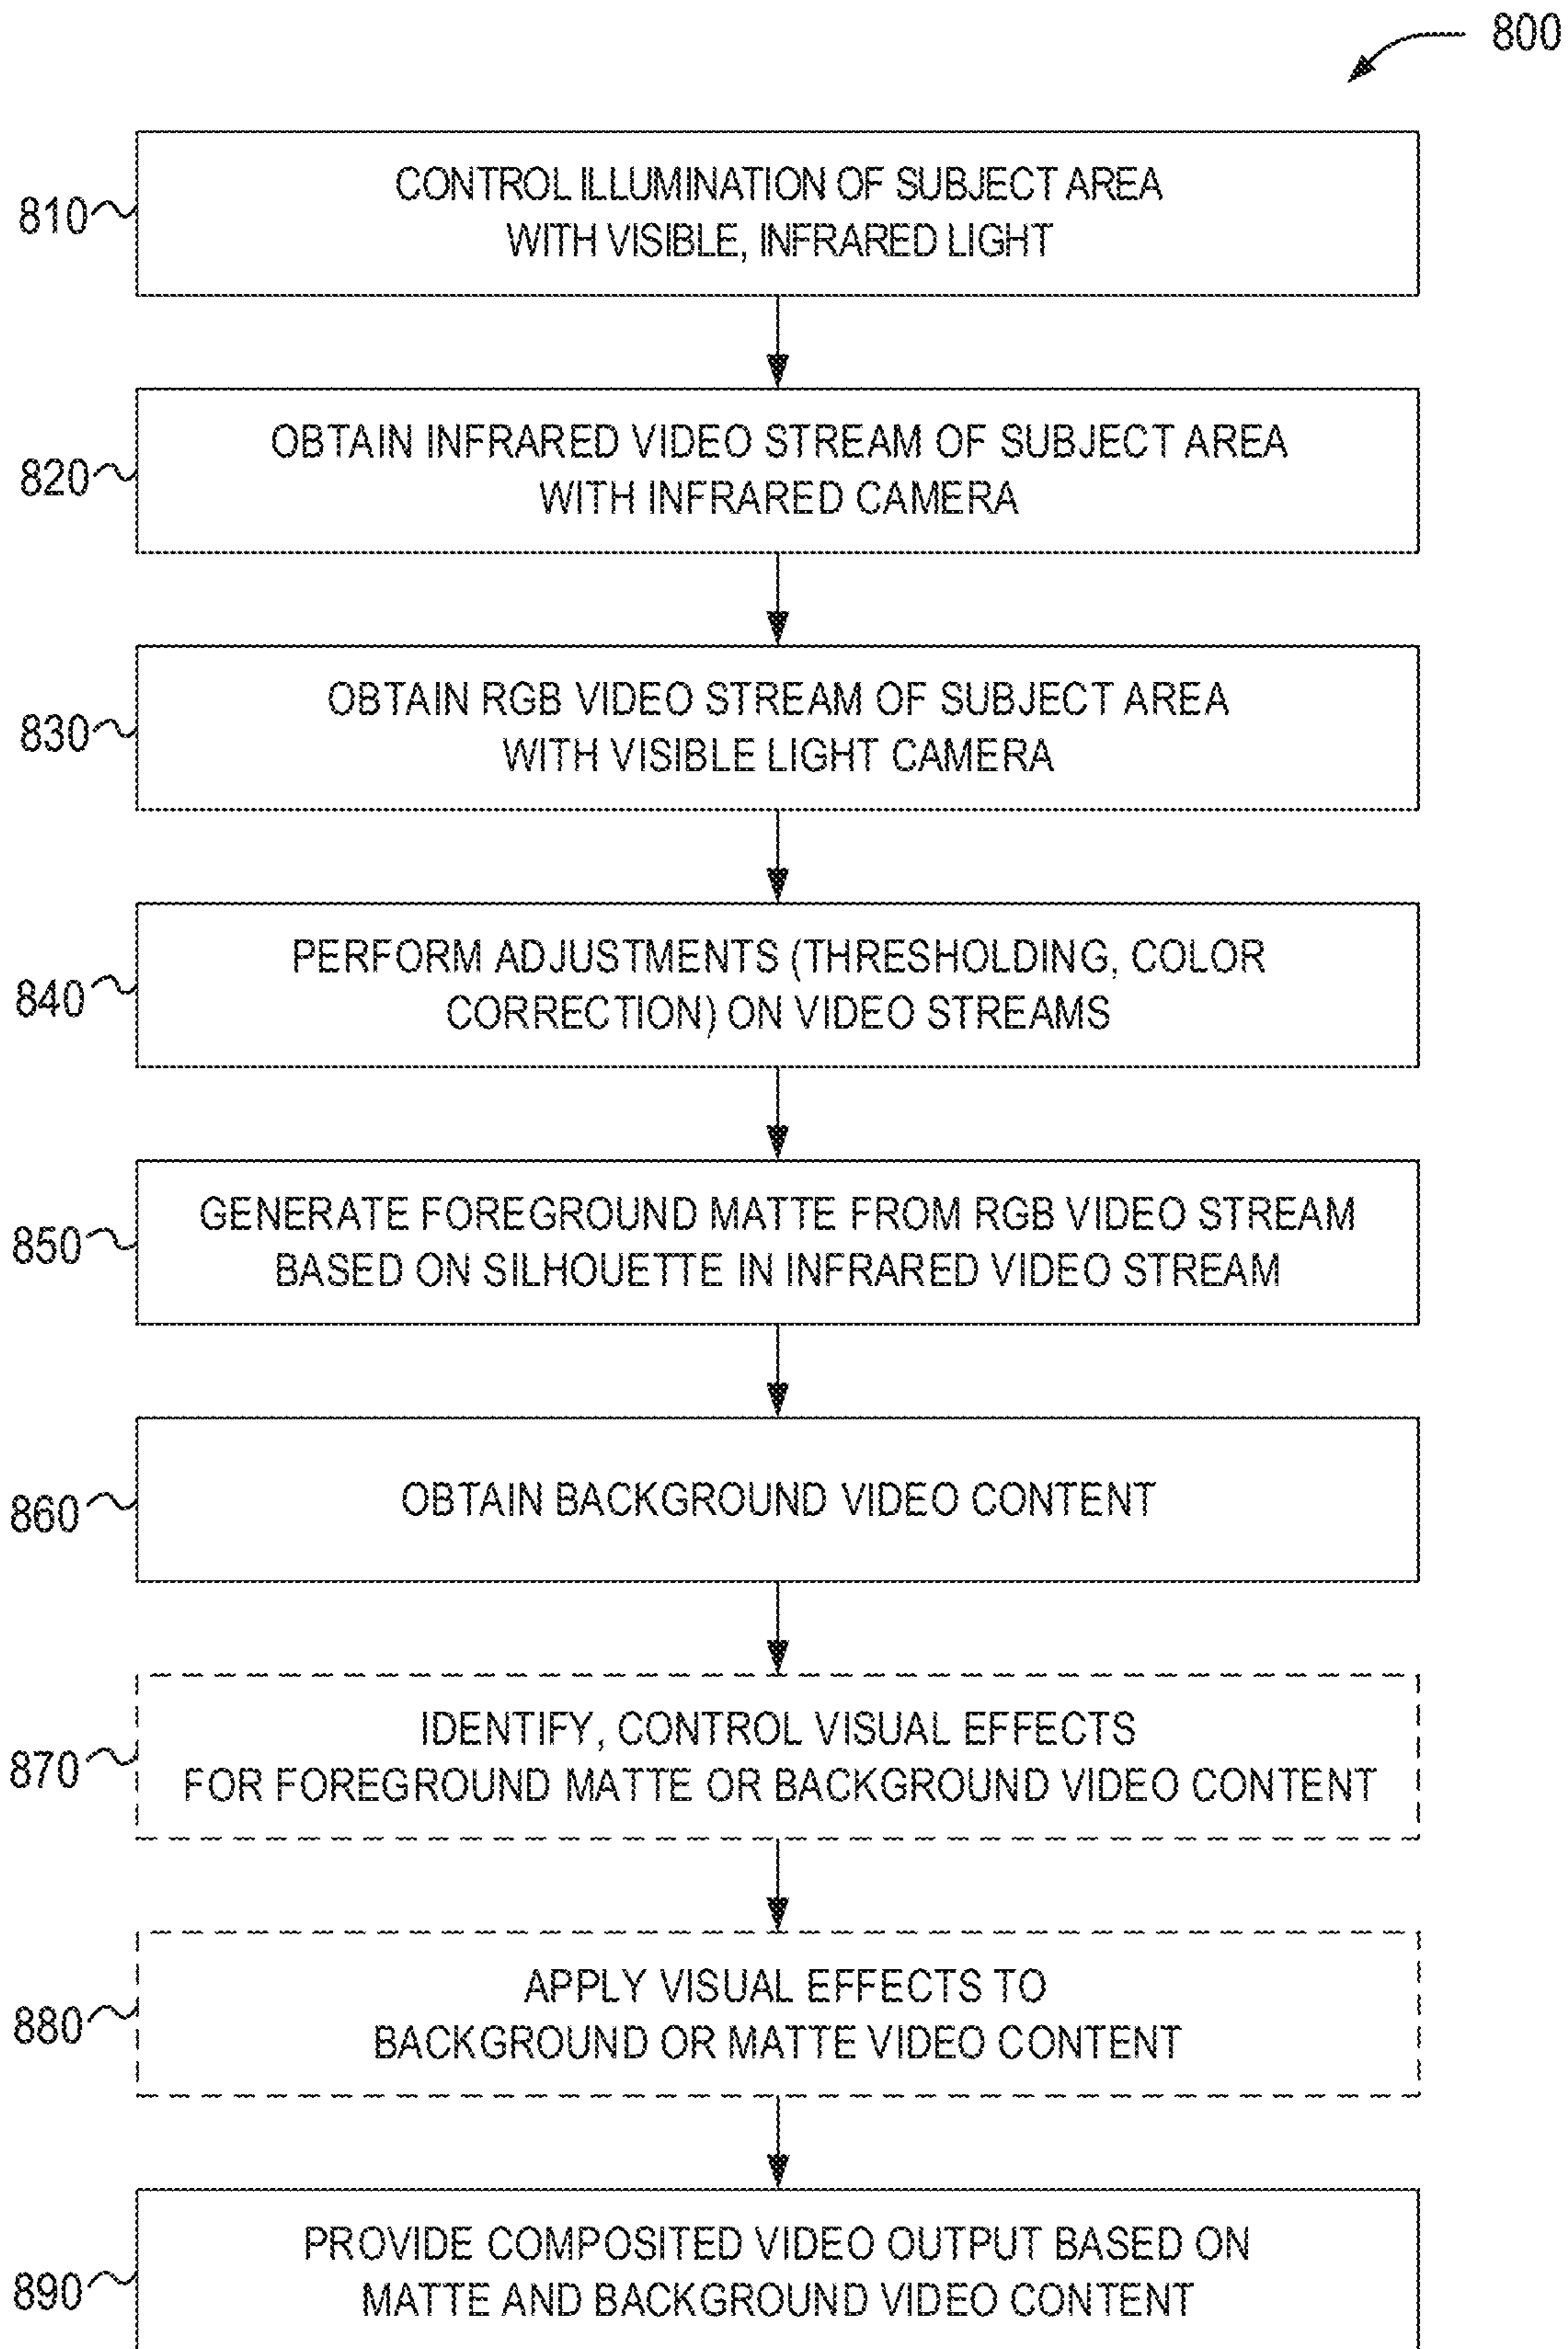 800
810
CONTROL ILLUMINATION OF SUBJECT AREA
WITH VISIBLE, INFRARED LIGHT
820
OBTAIN INFRARED VIDEO STREAM OF SUBJECT AREA
WITH INFRARED CAMERA
830
OBTAIN RGB VIDEO STREAM OF SUBJECT AREA
WITH VISIBLE LIGHT CAMERA
840
PERFORM ADJUSTMENTS (THRESHOLDING, COLOR
CORRECTION) ON VIDEO STREAMS
850
GENERATE FOREGROUND MATTE FROM RGB VIDEO STREAM
BASED ON SILHOUETTE IN INFRARED VIDEO STREAM
860
OBTAIN BACKGROUND VIDEO CONTENT
870
IDENTIFY, CONTROL VISUAL EFFECTS
FOR FOREGROUND MATTE OR BACKGROUND VIDEO CONTENT
880
APPLY VISUAL EFFECTS TO
BACKGROUND OR MATTE VIDEO CONTENT
890
PROVIDE COMPOSITED VIDEO OUTPUT BASED ON
MATTE AND BACKGROUND VIDEO CONTENT